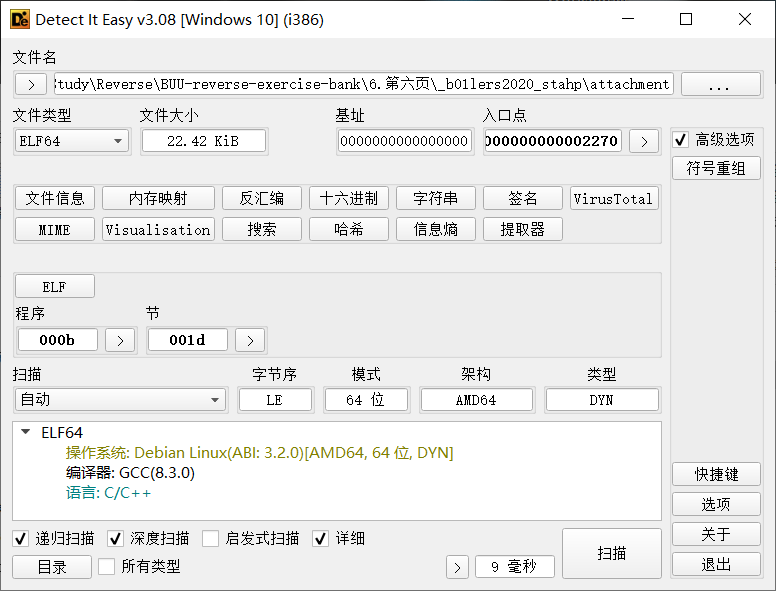 Detect It Easy v3.08 [Windows 10] (i386)
文件名
> Study\Reverse\BUU-reverse-exercise-bank\6.第六页\_b01lers2020_stahp\attachment ...
文件类型 文件大小 基址 入口点
ELF64 22.42 KiB 0000000000000000 000000000002270 > 高级选项
符号重组
文件信息 内存映射 反汇编 十六进制 字符串 签名 VirusTotal
MIME Visualisation 搜索 哈希 信息熵 提取器
ELF
程序 节
000b > 001d >
扫描 字节序 模式 架构 类型
自动 LE 64 位 AMD64 DYN
ELF64
操作系统: Debian Linux(ABI: 3.2.0)[AMD64, 64 位, DYN]
编译器: GCC(8.3.0)
语言: C/C++
快捷键
选项
关于
退出
递归扫描 深度扫描 启发式扫描 详细
目录 所有类型 > 9 毫秒 扫描